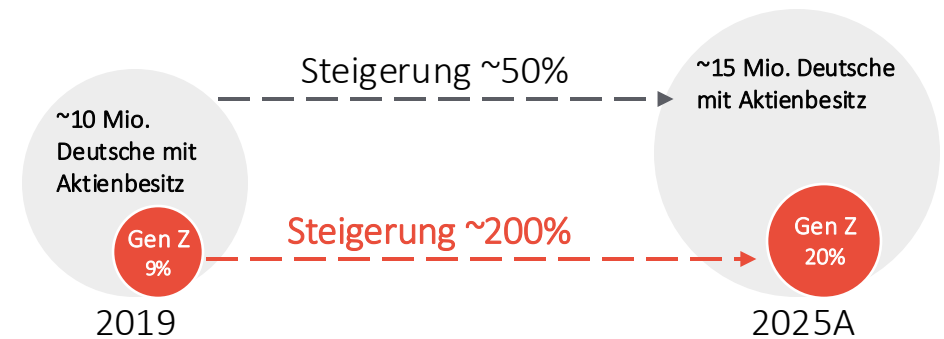 Steigerung ~50%
~10 Mio.
Deutsche mit
Aktienbesitz
~15 Mio. Deutsche
mit Aktienbesitz
Gen Z
9%
Steigerung ~200%
Gen Z
20%
2019
2025A